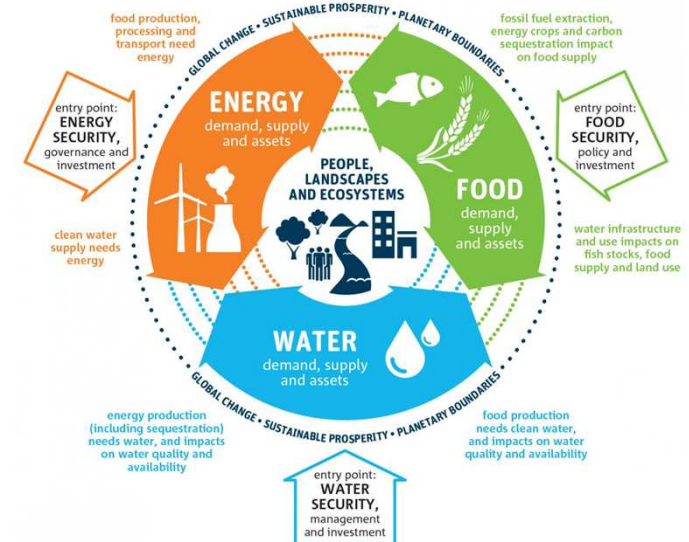 food production,
processing and
transport need
energy
GLOBAL CHANGE • SUSTAINABLE PROSPERITY • PLANETARY BOUNDARIES
fossil fuel extraction,
energy crops and carbon
sequestration impact
on food supply
entry point:
ENERGY
SECURITY,
governance and
investment
ENERGY
demand, supply
and assets
entry point:
FOOD
SECURITY,
policy and
investment
PEOPLE,
LANDSCAPES
AND ECOSYSTEMS
FOOD
demand,
supply
and assets
clean water
supply needs
energy
water infrastructure
and use impacts on
fish stocks, food
supply and land use
WATER
demand, supply
and assets
GLOBAL CHANGE • SUSTAINABLE PROSPERITY • PLANETARY BOUNDARIES
energy production
(including sequestration)
needs water, and impacts
on water quality and
availability
food production
needs clean water,
and impacts on water
quality and availability
entry point:
WATER
SECURITY,
management
and investment